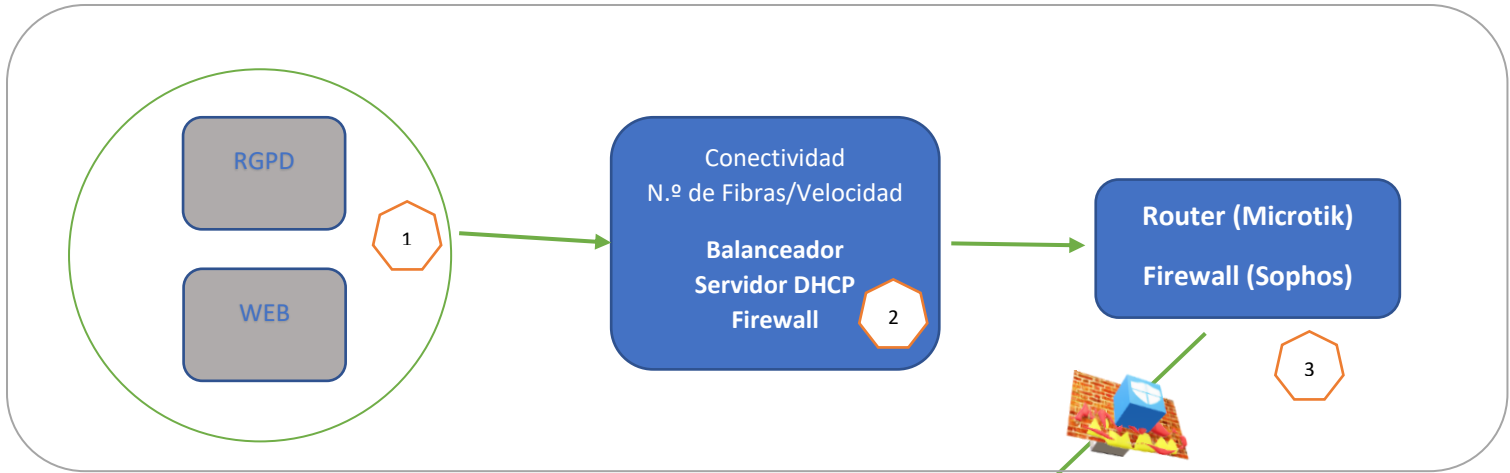 RGPD
WEB
1
Conectividad
N.º de Fibras/Velocidad
Balanceador
Servidor DHCP
Firewall
2
Router (Microtik)
Firewall (Sophos)
3